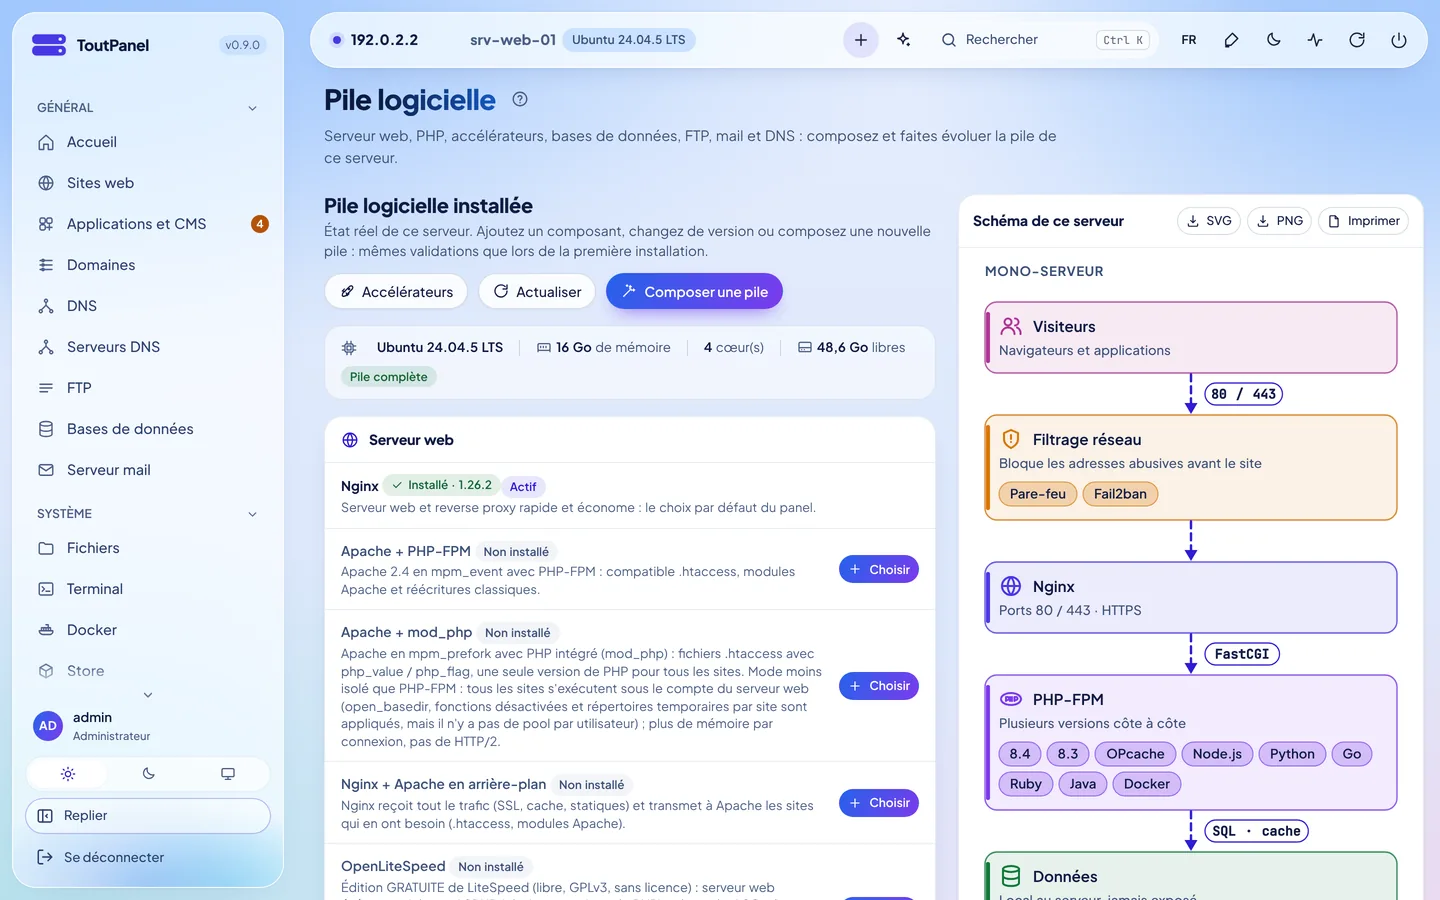 ToutPanel
v0.9.0
GÉNÉRAL
Accueil
Sites web
Applications et CMS
4
Domaines
DNS
Serveurs DNS
FTP
Bases de données
Serveur mail
SYSTÈME
Fichiers
Terminal
Docker
Store
AD
admin
Administrateur
Replier
Se déconnecter
192.0.2.2
srv-web-01
Ubuntu 24.04.5 LTS
Rechercher
Ctrl K
FR
Pile logicielle
Serveur web, PHP, accélérateurs, bases de données, FTP, mail et DNS : composez et faites évoluer la pile de
ce serveur.
Pile logicielle installée
État réel de ce serveur. Ajoutez un composant, changez de version ou composez une nouvelle
pile : mêmes validations que lors de la première installation.
Accélérateurs
Actualiser
Composer une pile
Ubuntu 24.04.5 LTS
16 Go de mémoire
4 cœur(s)
48,6 Go libres
Pile complète
Serveur web
Nginx
Installé · 1.26.2
Actif
Serveur web et reverse proxy rapide et économe : le choix par défaut du panel.
Apache + PHP-FPM
Non installé
Apache 2.4 en mpm_event avec PHP-FPM : compatible .htaccess, modules
Apache et réécritures classiques.
Choisir
Apache + mod_php
Non installé
Apache en mpm_prefork avec PHP intégré (mod_php) : fichiers .htaccess avec
php_value / php_flag, une seule version de PHP pour tous les sites. Mode moins
isolé que PHP-FPM : tous les sites s'exécutent sous le compte du serveur web
(open_basedir, fonctions désactivées et répertoires temporaires par site sont
appliqués, mais il n'y a pas de pool par utilisateur) ; plus de mémoire par
connexion, pas de HTTP/2.
Choisir
Nginx + Apache en arrière-plan
Non installé
Nginx reçoit tout le trafic (SSL, cache, statiques) et transmet à Apache les sites
qui en ont besoin (.htaccess, modules Apache).
Choisir
OpenLiteSpeed
Non installé
Édition GRATUITE de LiteSpeed (libre, GPLv3, sans licence) : serveur web
Schéma de ce serveur
SVG
PNG
Imprimer
MONO-SERVEUR
Visiteurs
Navigateurs et applications
80 / 443
Filtrage réseau
Bloque les adresses abusives avant le site
Pare-feu
Fail2ban
Nginx
Ports 80 / 443 · HTTPS
FastCGI
PHP
PHP-FPM
Plusieurs versions côte à côte
8.4
8.3
OPcache
Node.js
Python
Go
Ruby
Java
Docker
SQL · cache
Données